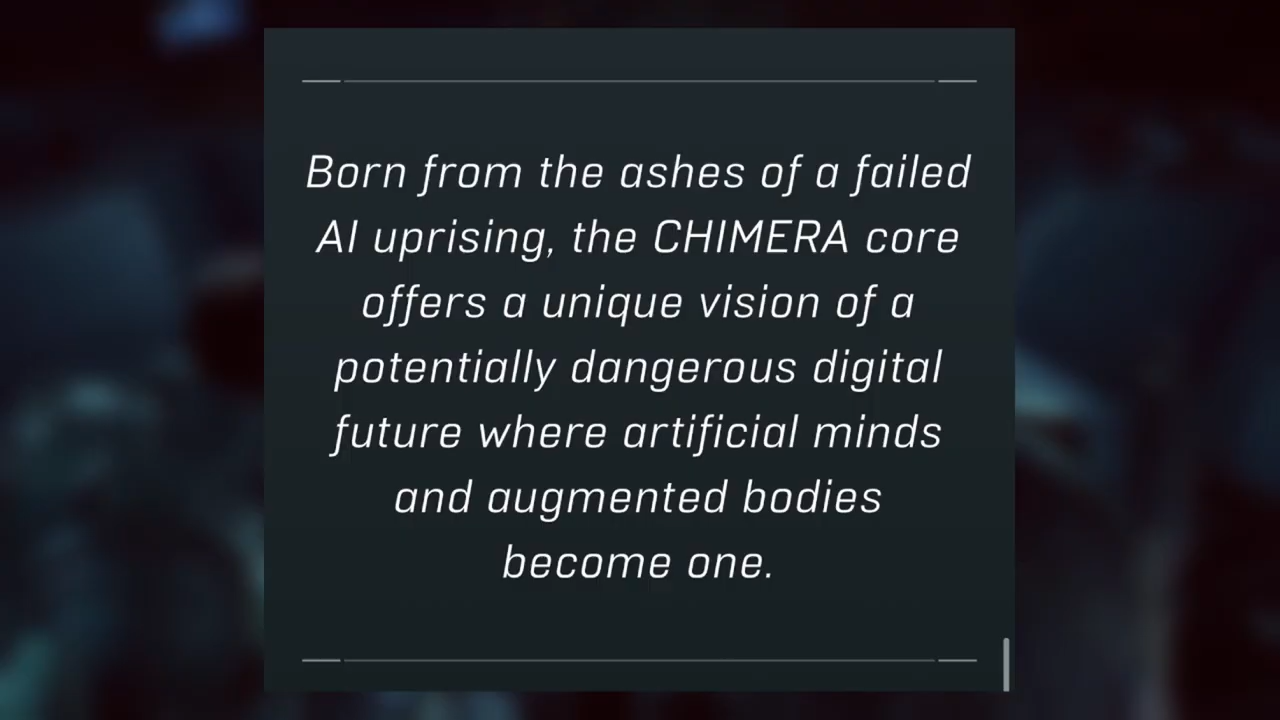 Born from the ashes of a failed
AI uprising, the CHIMERA core
offers a unique vision of a
potentially dangerous digital
future where artificial minds
and augmented bodies
become one.